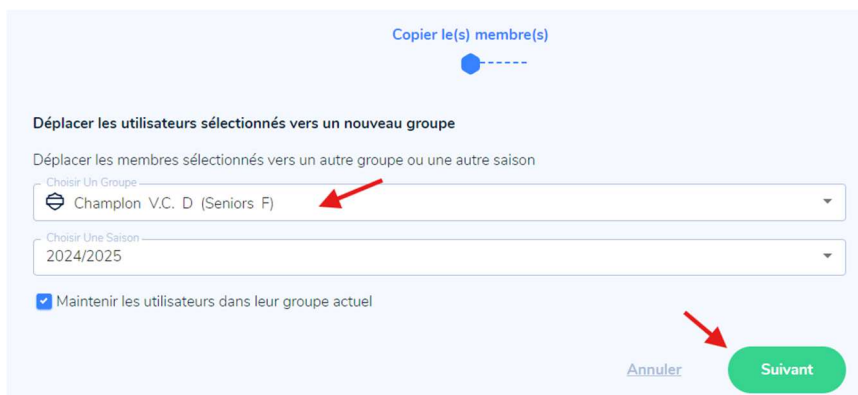 Copier le(s) membre(s)
Déplacer les utilisateurs sélectionnés vers un nouveau groupe
Déplacer les membres sélectionnés vers un autre groupe ou une autre saison
Choisir Un Groupe
Champlon V.C. D (Seniors F)
Choisir Une Saison
2024/2025
Maintenir les utilisateurs dans leur groupe actuel
Annuler
Suivant